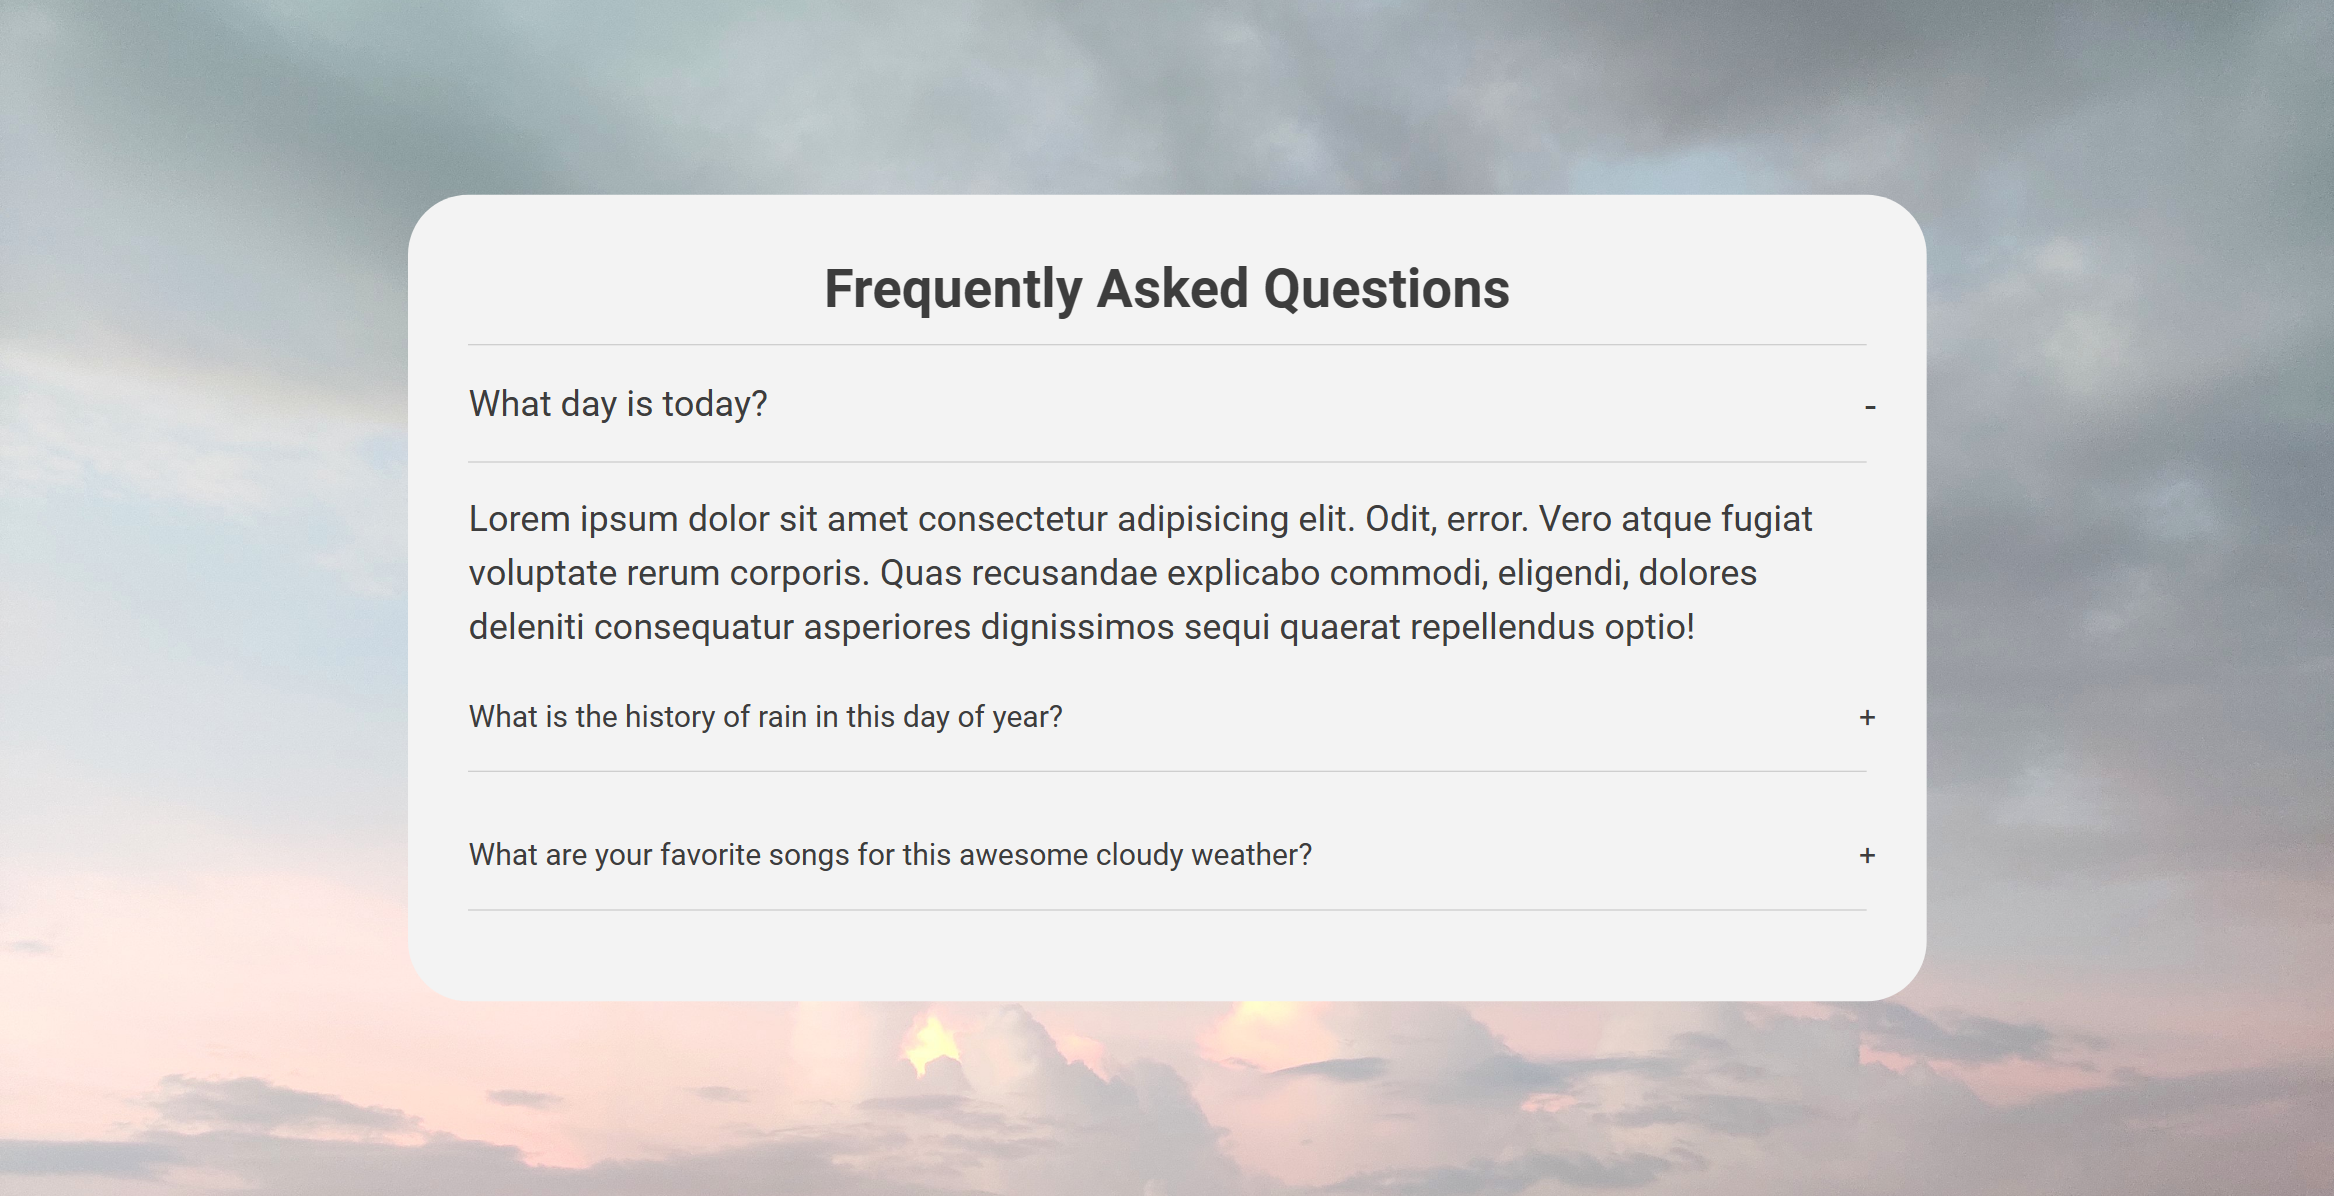 Frequently Asked Questions
What day is today?
-
Lorem ipsum dolor sit amet consectetur adipisicing elit. Odit, error. Vero atque fugiat
voluptate rerum corporis. Quas recusandae explicabo commodi, eligendi, dolores
deleniti consequatur asperiores dignissimos sequi quaerat repellendus optio!
What is the history of rain in this day of year?
+
What are your favorite songs for this awesome cloudy weather?
+